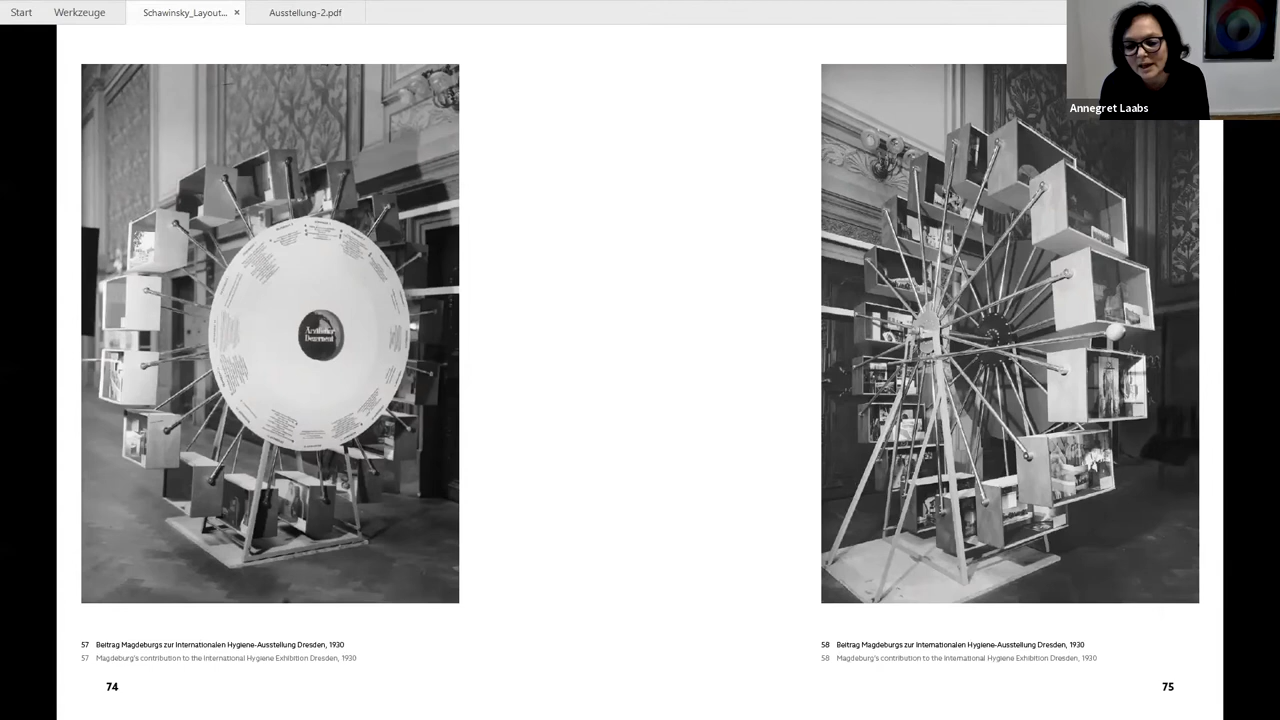 Start Werkzeuge Schawinsky_Layout... × Ausstellung-2.pdf
Annegret Laabs
57 Beitrag Magdeburgs zur Internationalen Hygiene-Ausstellung Dresden, 1930
57 Magdeburg's contribution to the International Hygiene Exhibition Dresden, 1930
74
58 Beitrag Magdeburgs zur Internationalen Hygiene-Ausstellung Dresden, 1930
58 Magdeburg's contribution to the International Hygiene Exhibition Dresden, 1930
75